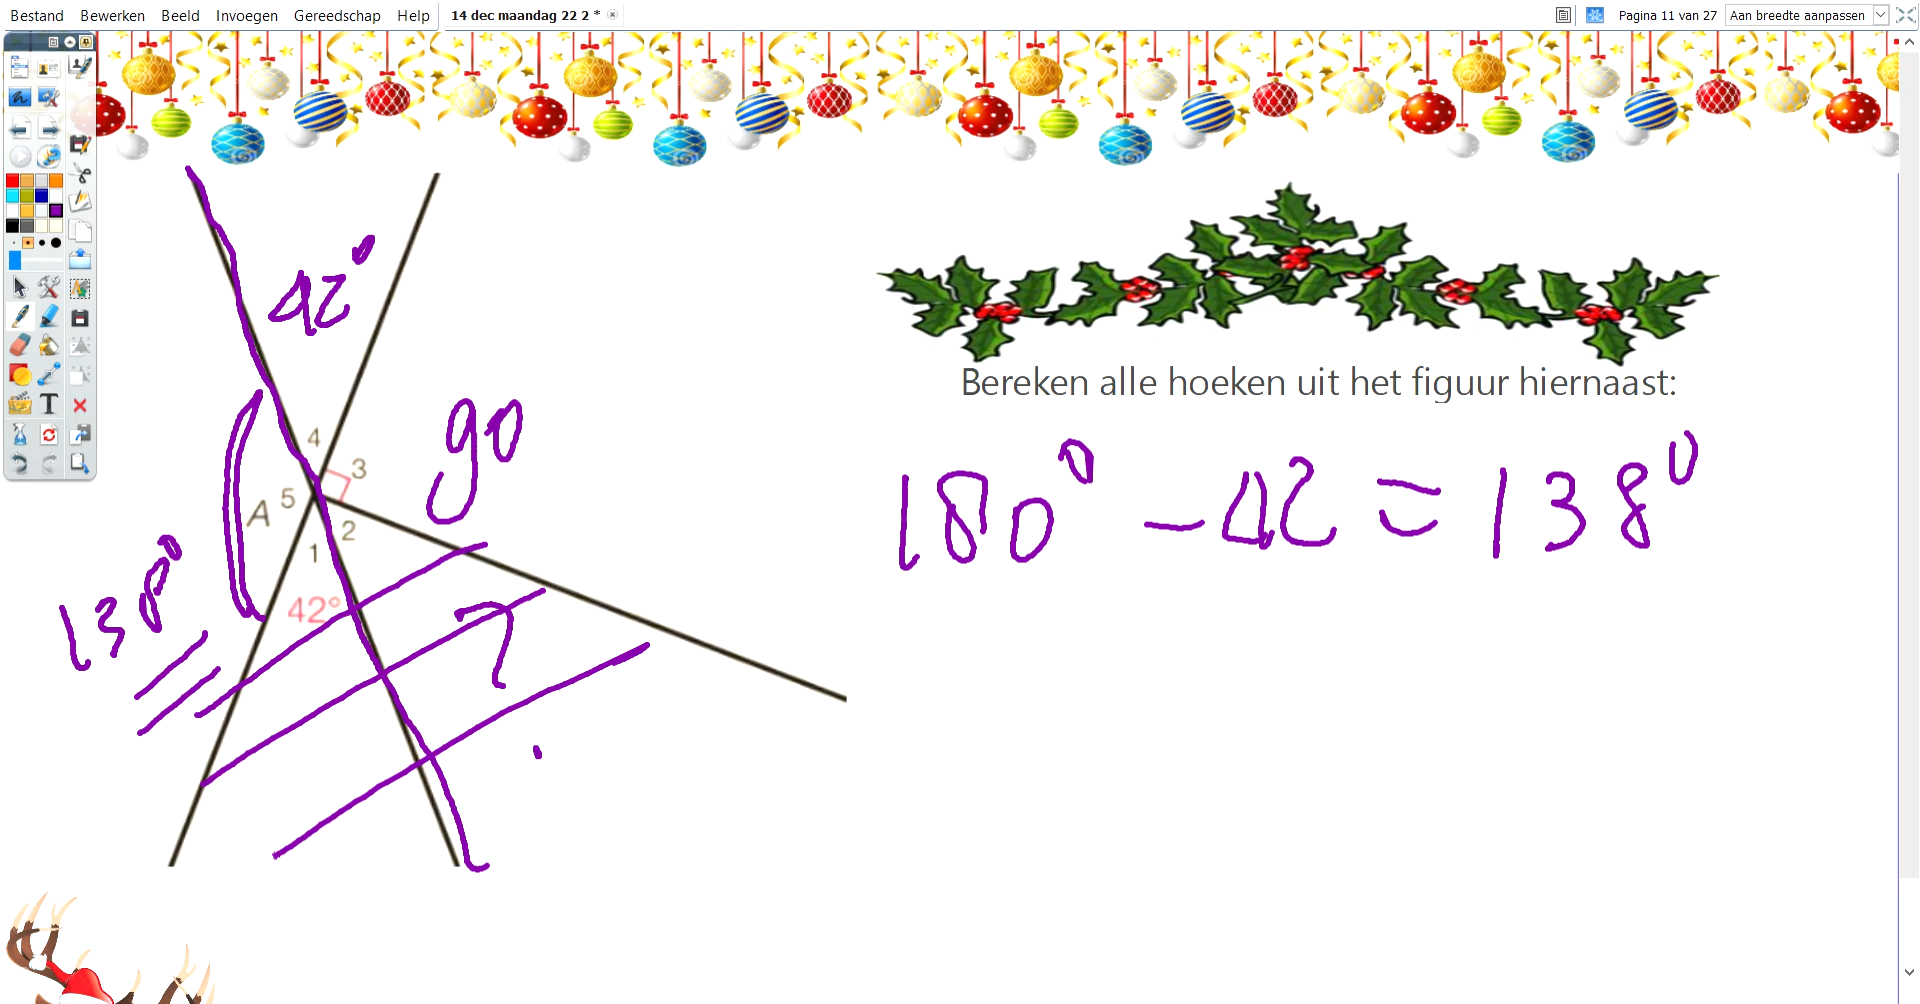 Bestand Bewerken Beeld Invoegen Gereedschap Help 14 dec maandag 22 2 * Pagina 11 van 27 Aan breedte aanpassen
42°
Bereken alle hoeken uit het figuur hiernaast:
90
4
3
180° - 42 = 138°
A 5
2
1
138°
42°
?